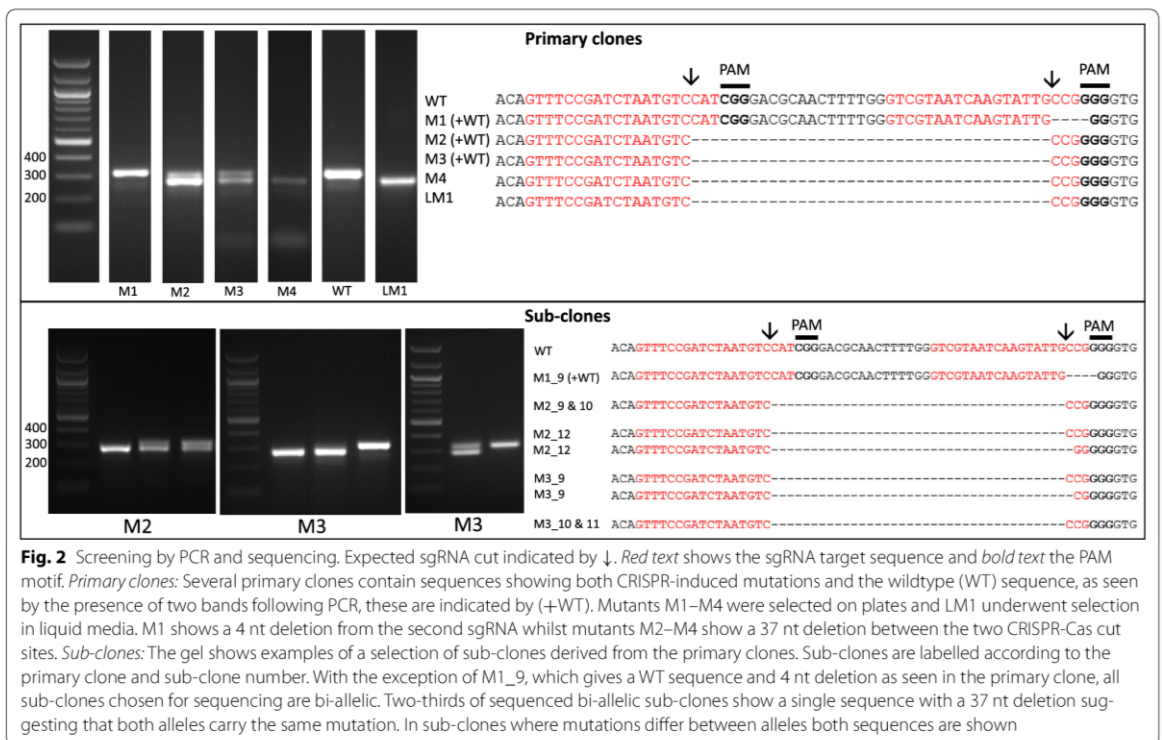 Primary clones
PAM PAM
↓ ↓
WT ACAGTTTCCGATCTAATGTCCATCGGGACGCAACTTTTGGGTCGTAATCAAGTATTGCCGGGGGTG
M1 (+WT) ACAGTTTCCGATCTAATGTCCATCGGGACGCAACTTTTGGGTCGTAATCAAGTATTG----GGGTG
M2 (+WT) ACAGTTTCCGATCTAATGTC-------------------------------------CCGGGGGTG
M3 (+WT) ACAGTTTCCGATCTAATGTC-------------------------------------CCGGGGGTG
M4 ACAGTTTCCGATCTAATGTC-------------------------------------CCGGGGGTG
LM1 ACAGTTTCCGATCTAATGTC-------------------------------------CCGGGGGTG
400
300
200
M1 M2 M3 M4 WT LM1
Sub-clones
PAM PAM
↓ ↓
WT ACAGTTTCCGATCTAATGTCCATCGGGACGCAACTTTTGGGTCGTAATCAAGTATTGCCGGGGGTG
M1_9 (+WT) ACAGTTTCCGATCTAATGTCCATCGGGACGCAACTTTTGGGTCGTAATCAAGTATTG----GGGTG
M2_9 & 10 ACAGTTTCCGATCTAATGTC-------------------------------------CCGGGGGTG
M2_12 ACAGTTTCCGATCTAATGTC-------------------------------------CCGGGGGTG
M2_12 ACAGTTTCCGATCTAATGTC--------------------------------------GGGGGGTG
M3_9 ACAGTTTCCGATCTAATGTC-------------------------------------CCGGGGGTG
M3_9 ACAGTTTCCGATCTAATGTC--------------------------------------CGGGGGTG
M3_10 & 11 ACAGTTTCCGATCTAATGTC-------------------------------------CCGGGGGTG
400
300
200
M2 M3 M3
Fig. 2 Screening by PCR and sequencing. Expected sgRNA cut indicated by ↓. Red text shows the sgRNA target sequence and bold text the PAM
motif. Primary clones: Several primary clones contain sequences showing both CRISPR-induced mutations and the wildtype (WT) sequence, as seen
by the presence of two bands following PCR, these are indicated by (+WT). Mutants M1–M4 were selected on plates and LM1 underwent selection
in liquid media. M1 shows a 4 nt deletion from the second sgRNA whilst mutants M2–M4 show a 37 nt deletion between the two CRISPR-Cas cut
sites. Sub-clones: The gel shows examples of a selection of sub-clones derived from the primary clones. Sub-clones are labelled according to the
primary clone and sub-clone number. With the exception of M1_9, which gives a WT sequence and 4 nt deletion as seen in the primary clone, all
sub-clones chosen for sequencing are bi-allelic. Two-thirds of sequenced bi-allelic sub-clones show a single sequence with a 37 nt deletion sug-
gesting that both alleles carry the same mutation. In sub-clones where mutations differ between alleles both sequences are shown